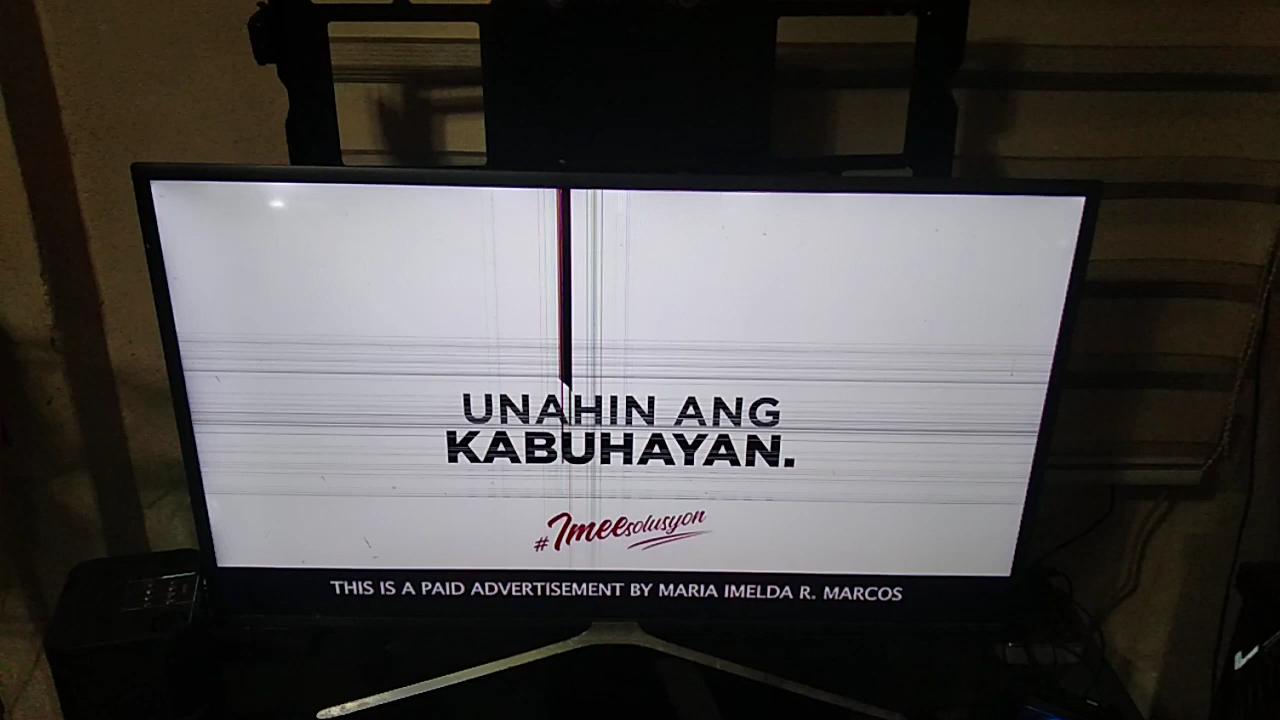 UNAHIN ANG
KABUHAYAN.
#Imeesolusyon
THIS IS A PAID ADVERTISEMENT BY MARIA IMELDA R. MARCOS